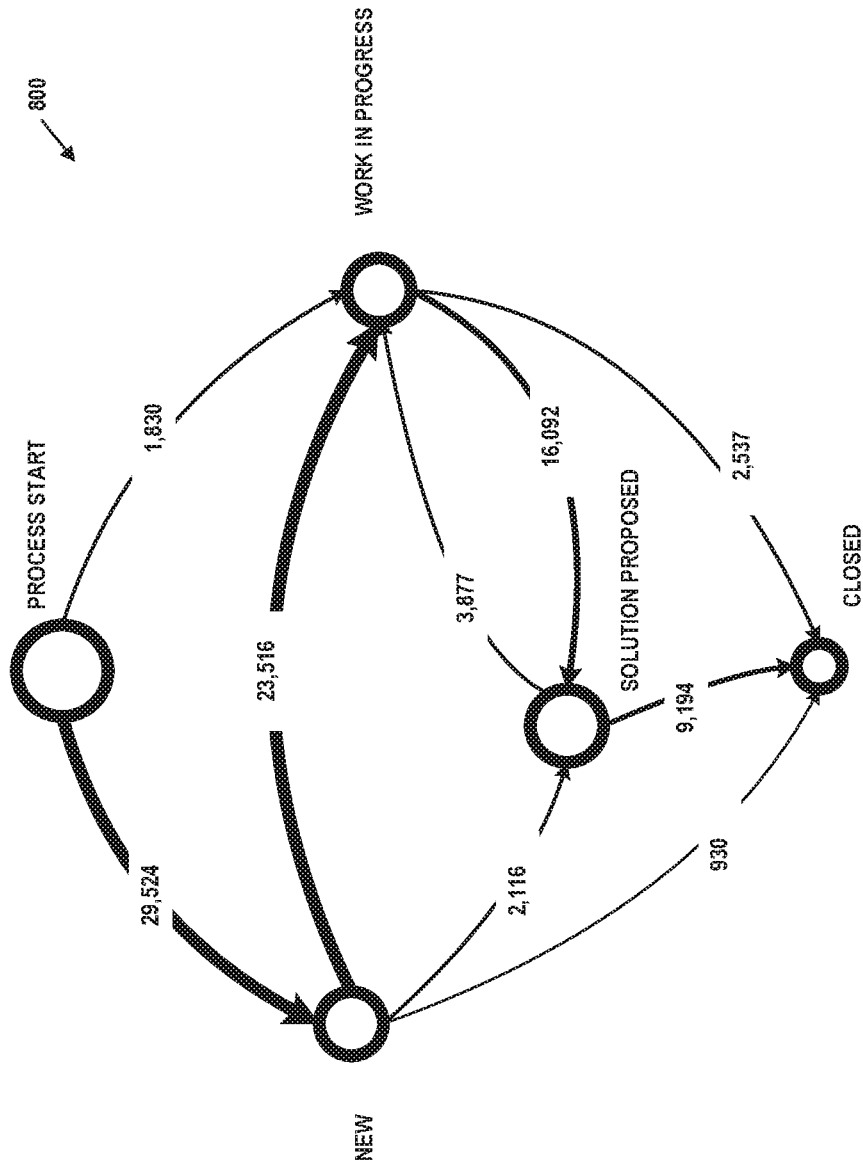 800
PROCESS START
29,524
1,830
NEW
23,516
WORK IN PROGRESS
3,877
16,092
2,116
SOLUTION PROPOSED
9,194
930
2,537
CLOSED